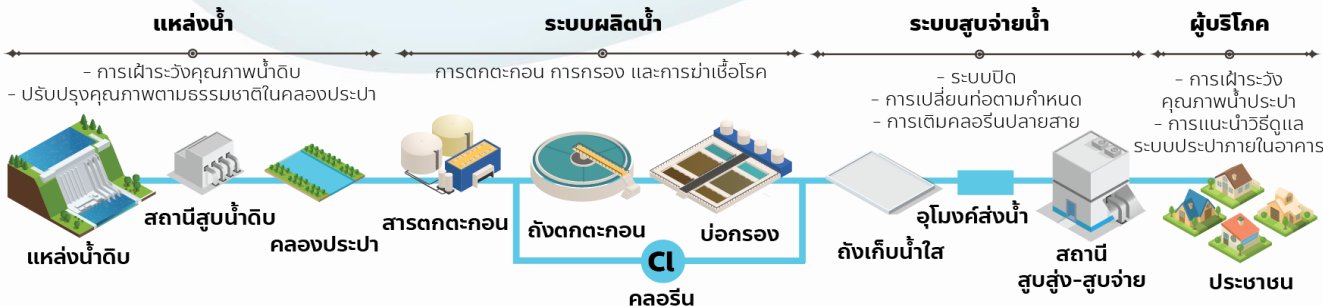 แหล่งน้ำ
- การเฝ้าระวังคุณภาพน้ำดิบ
- ปรับปรุงคุณภาพตามธรรมชาติในคลองประปา
ระบบผลิตน้ำ
การตกตะกอน การกรอง และการฆ่าเชื้อโรค
ระบบสูบจ่ายน้ำ
- ระบบปิด
- การเปลี่ยนท่อตามกำหนด
- การเติมคลอรีนปลายสาย
ผู้บริโภค
- การเฝ้าระวัง
คุณภาพน้ำประปา
- การแนะนำวิธีดูแล
ระบบประปาภายในอาคาร
แหล่งน้ำดิบ
สถานีสูบน้ำดิบ
คลองประปา
สารตกตะกอน
ถังตกตะกอน
บ่อกรอง
Cl
คลอรีน
ถังเก็บน้ำใส
อุโมงค์ส่งน้ำ
สถานี
สูบส่ง-สูบจ่าย
ประชาชน